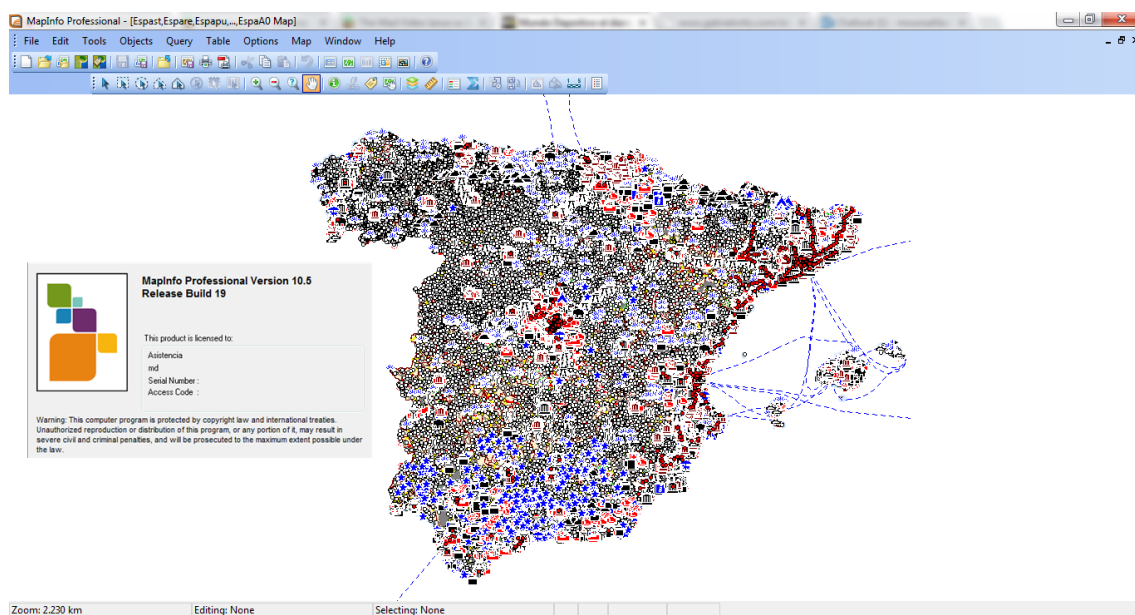 MapInfo Professional - [Espast,Espare,Espapu,...,EspaA0 Map]
File Edit Tools Objects Query Table Options Map Window Help
MapInfo Professional Version 10.5
Release Build 19
This product is licensed to:
Asistencia
md
Serial Number :
Access Code :
Warning: This computer program is protected by copyright law and international treaties.
Unauthorized reproduction or distribution of this program, or any portion of it, may result in
severe civil and criminal penalties, and will be prosecuted to the maximum extent possible under
the law.
Zoom: 2.230 km Editing: None Selecting: None